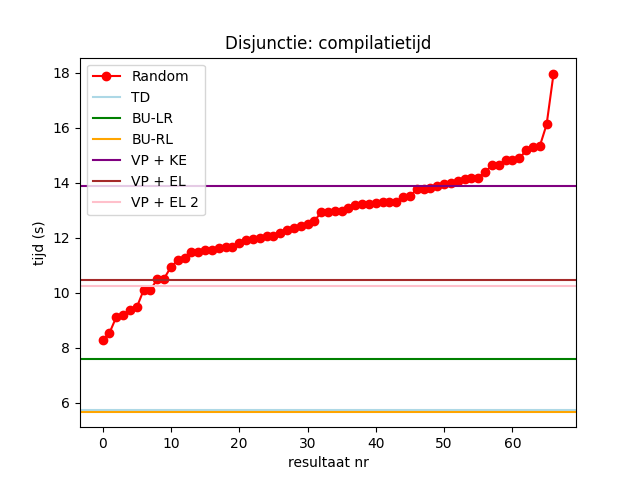 Disjunctie: compilatietijd
Random
TD
BU-LR
BU-RL
VP + KE
VP + EL
VP + EL 2
tijd (s)
18
16
14
12
10
8
6
0 10 20 30 40 50 60
resultaat nr